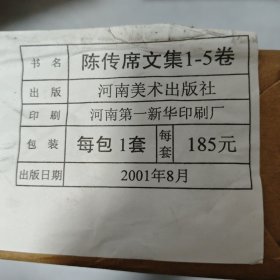 书名 陈传席文集1-5卷
出版 河南美术出版社
印刷 河南第一新华印刷厂
包装 每包1套 每套 185元
出版日期 2001年8月